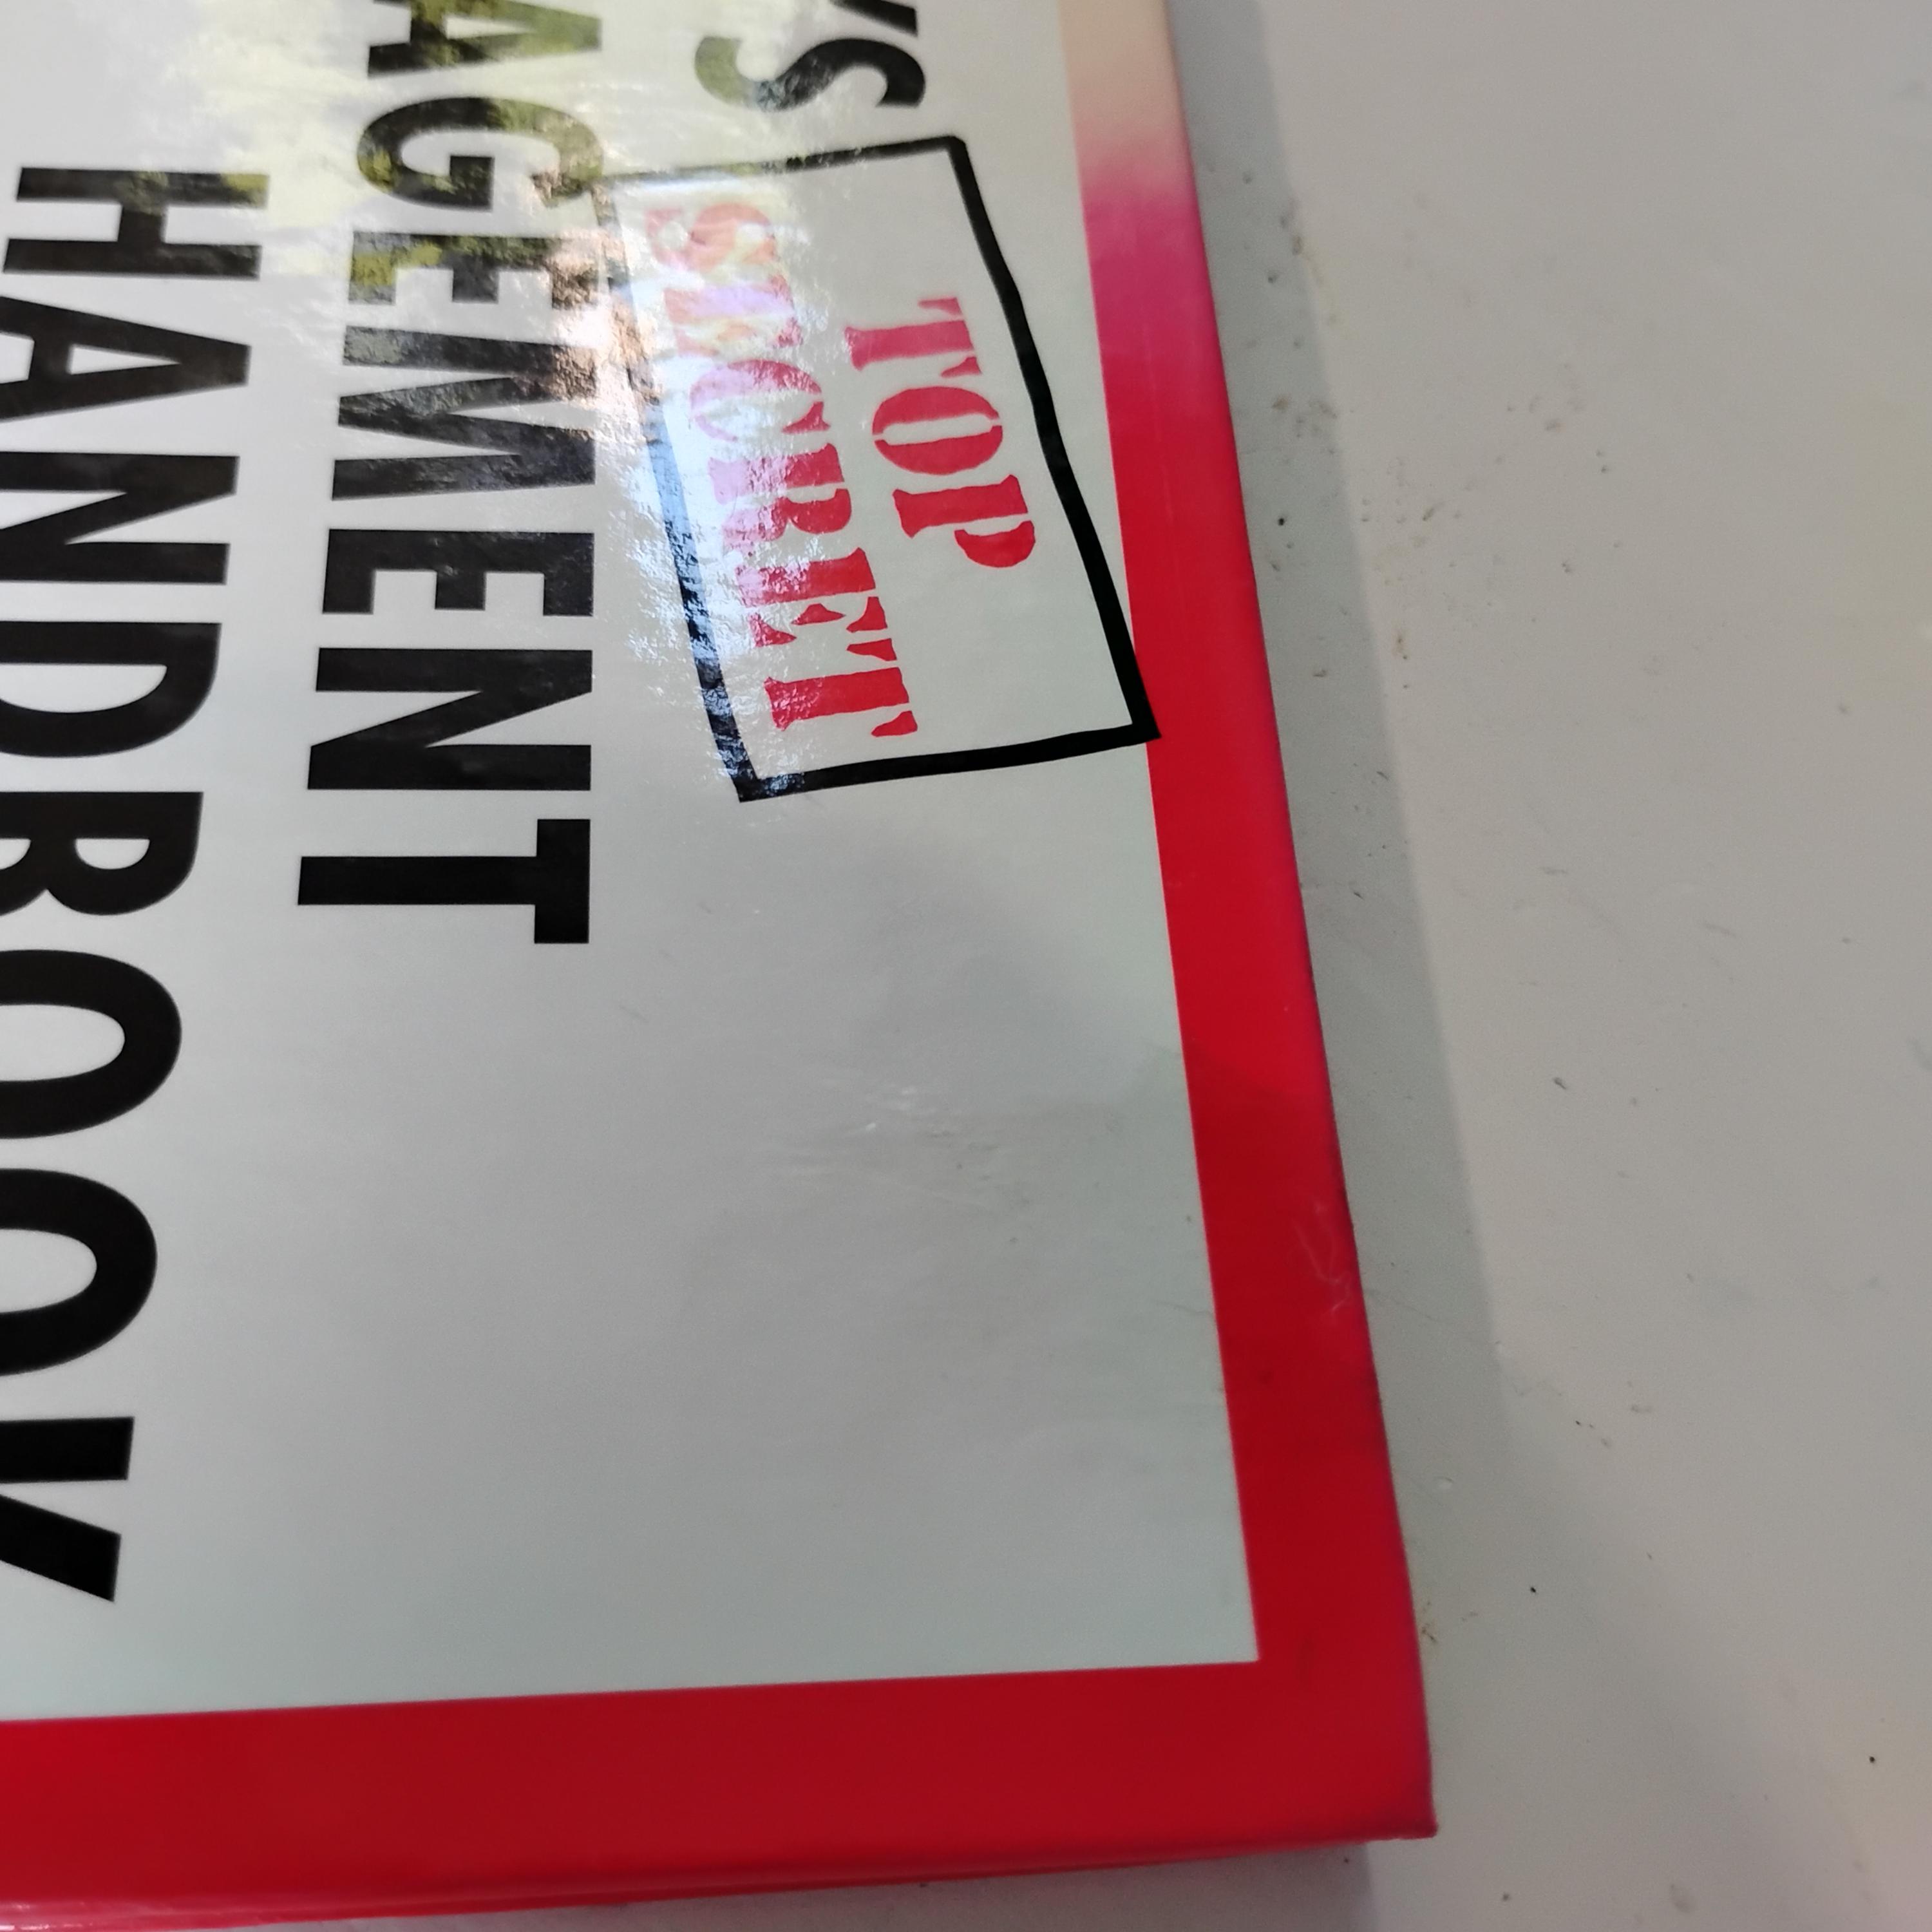 'S
TOP
SECRET
AGEMENT
HANDBOOK